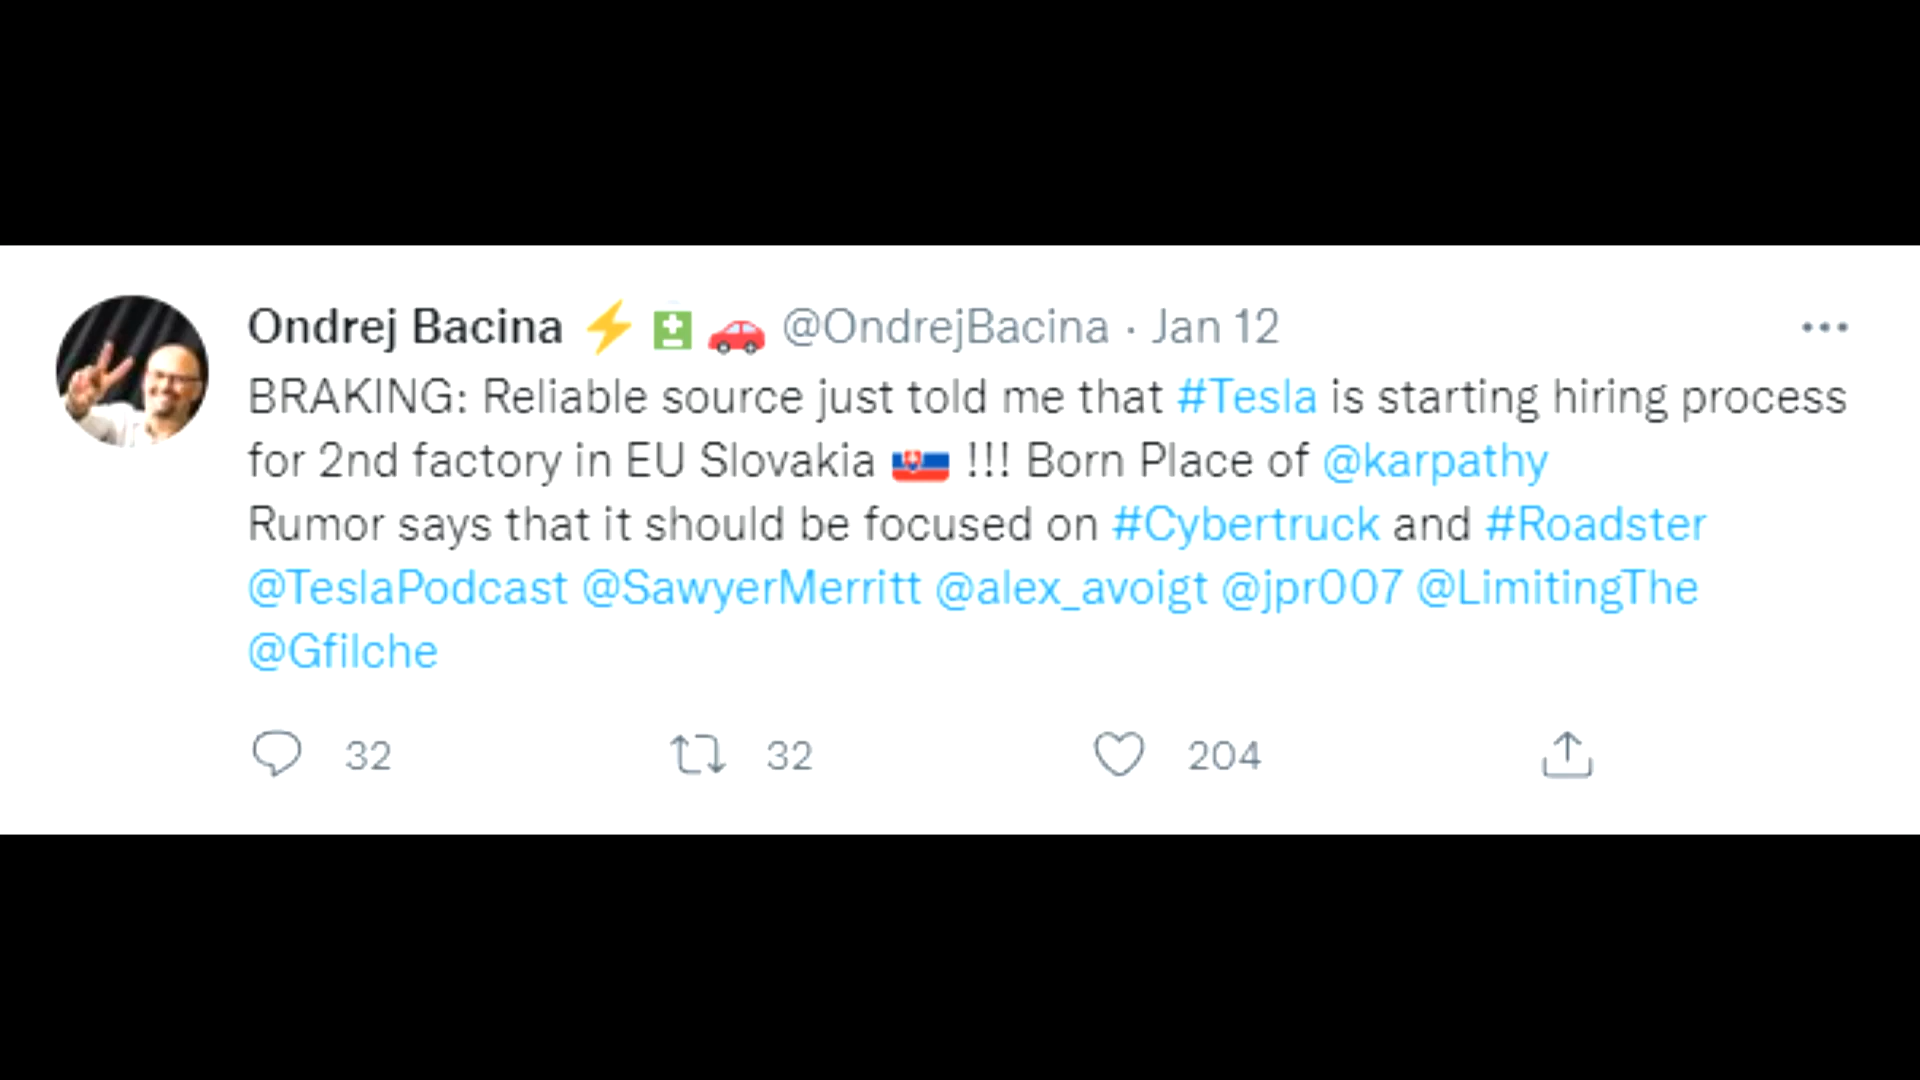 Ondrej Bacina ⚡🔋🚗 @OndrejBacina · Jan 12
BRAKING: Reliable source just told me that #Tesla is starting hiring process
for 2nd factory in EU Slovakia 🇸🇰 !!! Born Place of @karpathy
Rumor says that it should be focused on #Cybertruck and #Roadster
@TeslaPodcast @SawyerMerritt @alex_avoigt @jpr007 @LimitingThe
@Gfilche
32 32 204